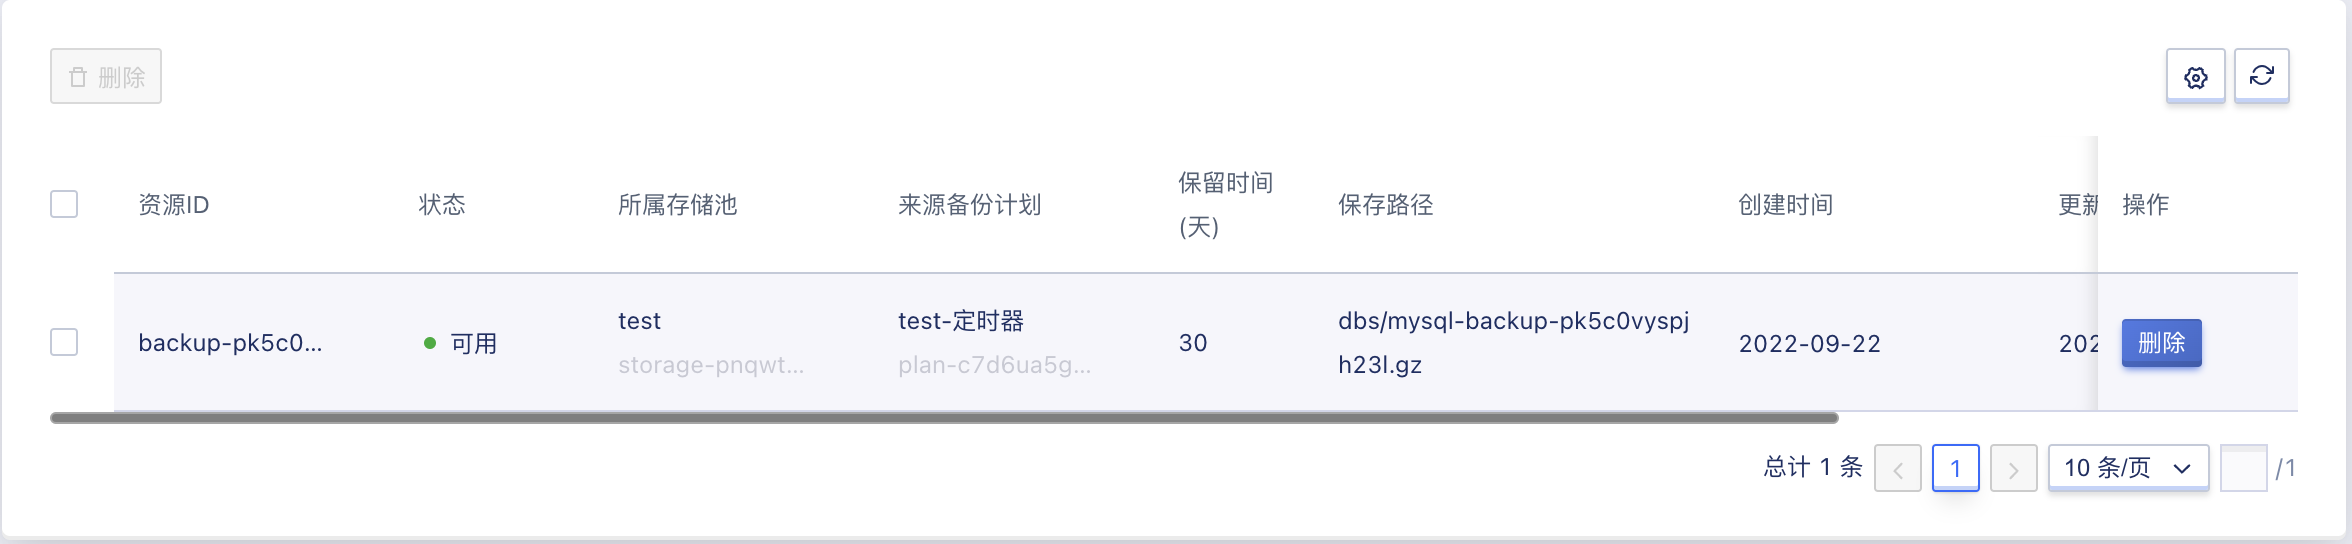 删除
资源ID 状态 所属存储池 来源备份计划 保留时间 保存路径 创建时间 更新 操作
(天)
test test-定时器 dbs/mysql-backup-pk5c0vyspj
backup-pk5c0... 可用 30 2022-09-22 202 删除
storage-pnqwt... plan-c7d6ua5g... h23l.gz
总计 1 条 1 10 条/页 /1